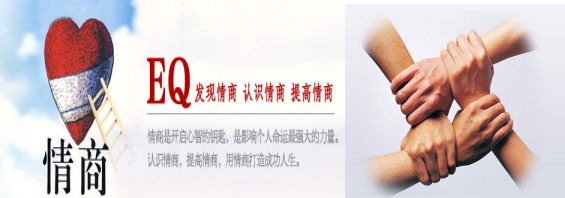 EQ 发现情商 认识情商 提高情商
情商是开启心智的钥匙，是影响个人命运最强大的力量。
认识情商，提高情商，用情商打造成功人生。
情商